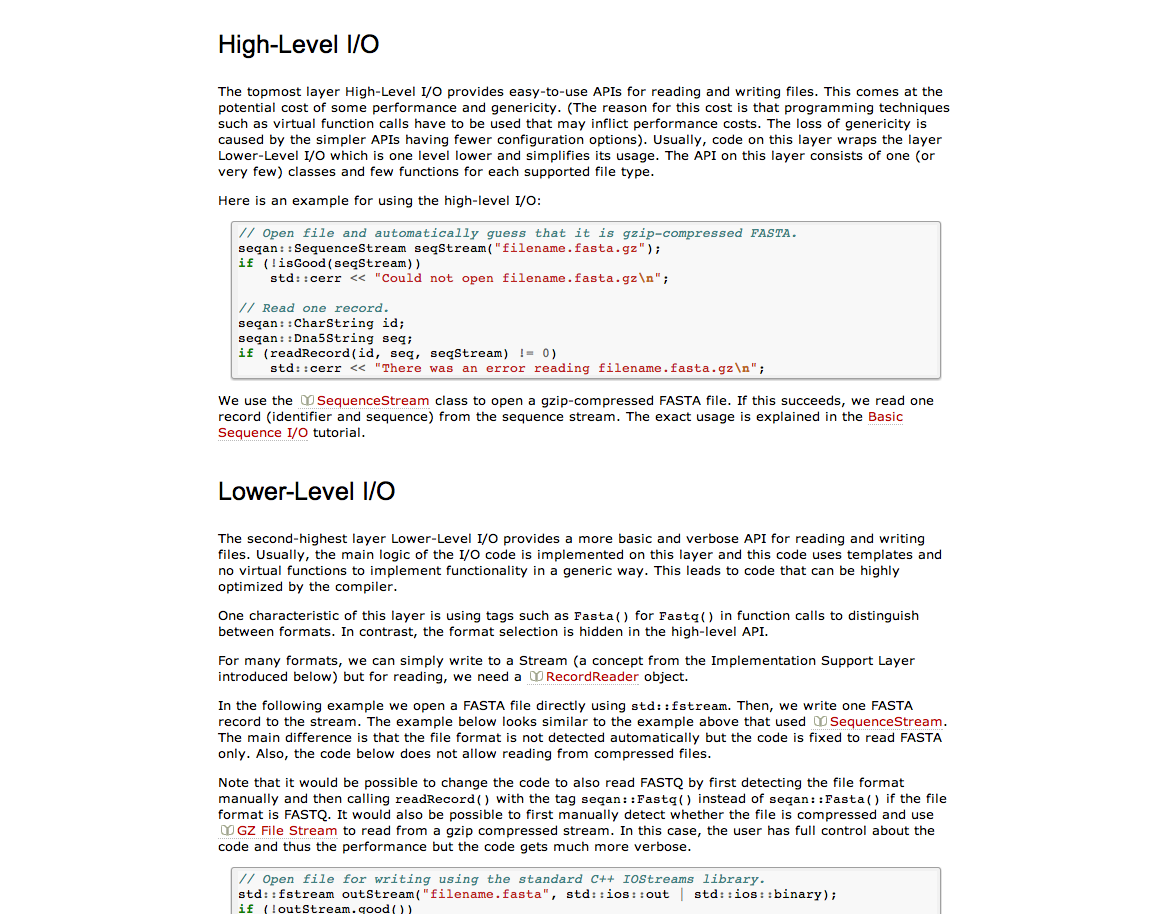 High-Level I/O
The topmost layer High-Level I/O provides easy-to-use APIs for reading and writing files. This comes at the
potential cost of some performance and genericity. (The reason for this cost is that programming techniques
such as virtual function calls have to be used that may inflict performance costs. The loss of genericity is
caused by the simpler APIs having fewer configuration options). Usually, code on this layer wraps the layer
Lower-Level I/O which is one level lower and simplifies its usage. The API on this layer consists of one (or
very few) classes and few functions for each supported file type.
Here is an example for using the high-level I/O:
// Open file and automatically guess that it is gzip-compressed FASTA.
seqan::SequenceStream seqStream("filename.fasta.gz");
if (!isGood(seqStream))
    std::cerr << "Could not open filename.fasta.gz\n";
// Read one record.
seqan::CharString id;
seqan::Dna5String seq;
if (readRecord(id, seq, seqStream) != 0)
    std::cerr << "There was an error reading filename.fasta.gz\n";
We use the SequenceStream class to open a gzip-compressed FASTA file. If this succeeds, we read one
record (identifier and sequence) from the sequence stream. The exact usage is explained in the Basic
Sequence I/O tutorial.
Lower-Level I/O
The second-highest layer Lower-Level I/O provides a more basic and verbose API for reading and writing
files. Usually, the main logic of the I/O code is implemented on this layer and this code uses templates and
no virtual functions to implement functionality in a generic way. This leads to code that can be highly
optimized by the compiler.
One characteristic of this layer is using tags such as Fasta() for Fastq() in function calls to distinguish
between formats. In contrast, the format selection is hidden in the high-level API.
For many formats, we can simply write to a Stream (a concept from the Implementation Support Layer
introduced below) but for reading, we need a RecordReader object.
In the following example we open a FASTA file directly using std::fstream. Then, we write one FASTA
record to the stream. The example below looks similar to the example above that used SequenceStream.
The main difference is that the file format is not detected automatically but the code is fixed to read FASTA
only. Also, the code below does not allow reading from compressed files.
Note that it would be possible to change the code to also read FASTQ by first detecting the file format
manually and then calling readRecord() with the tag seqan::Fastq() instead of seqan::Fasta() if the file
format is FASTQ. It would also be possible to first manually detect whether the file is compressed and use
GZ File Stream to read from a gzip compressed stream. In this case, the user has full control about the
code and thus the performance but the code gets much more verbose.
// Open file for writing using the standard C++ IOStreams library.
std::fstream outStream("filename.fasta", std::ios::out | std::ios::binary);
if (!outStream.good())